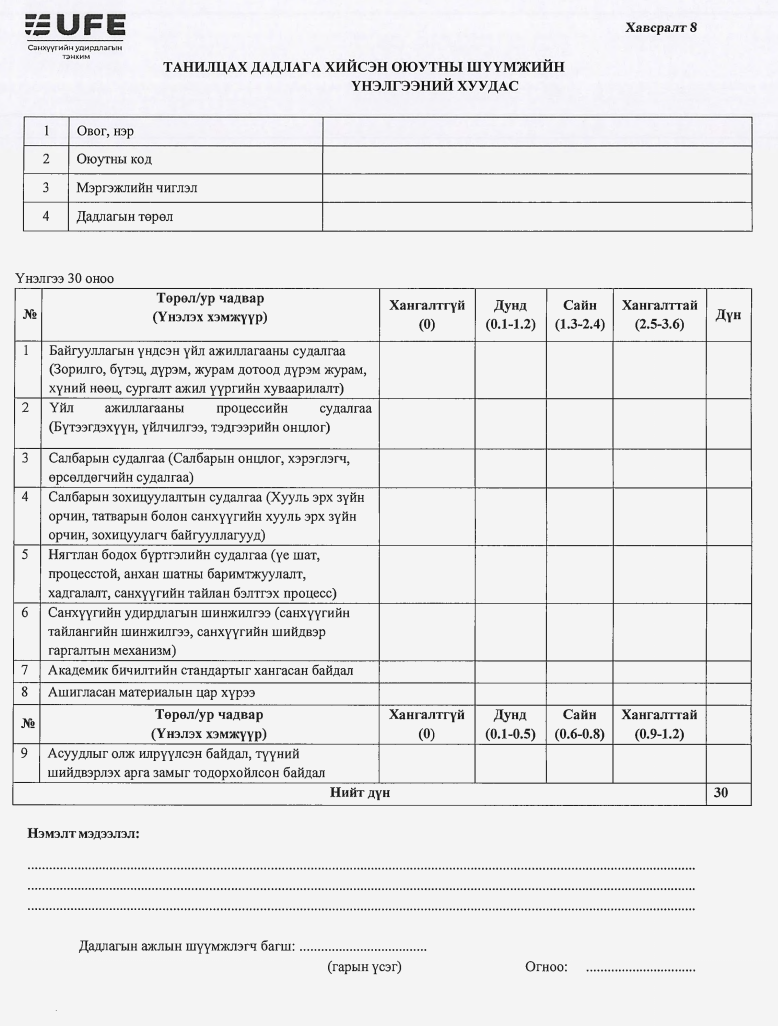 UFE
Санхүүгийн удирдлагын
тэнхим
Хавсралт 8
ТАНИЛЦАХ ДАДЛАГА ХИЙСЭН ОЮУТНЫ ШҮҮМЖИЙН
ҮНЭЛГЭЭНИЙ ХУУДАС
1 Овог, нэр
2 Оюутны код
3 Мэргэжлийн чиглэл
4 Дадлагын төрөл
Үнэлгээ 30 оноо
№ Төрөл/ур чадвар Хангалтгүй Дунд Сайн Хангалттай Дүн
(Үнэлэх хэмжүүр) (0) (0.1-1.2) (1.3-2.4) (2.5-3.6)
1 Байгууллагын үндсэн үйл ажиллагааны судалгаа
(Зорилго, бүтэц, дүрэм, журам дотоод дүрэм журам,
хүний нөөц, сургалт ажил үүргийн хуваарилалт)
2 Үйл ажиллагааны процессийн судалгаа
(Бүтээгдэхүүн, үйлчилгээ, тэдгээрийн онцлог)
3 Салбарын судалгаа (Салбарын онцлог, хэрэглэгч,
өрсөлдөгчийн судалгаа)
4 Салбарын зохицуулалтын судалгаа (Хууль эрх зүйн
орчин, татварын болон санхүүгийн хууль эрх зүйн
орчин, зохицуулагч байгууллагууд)
5 Нягтлан бодох бүртгэлийн судалгаа (үе шат,
процесстой, анхан шатны баримтжуулалт,
хадгалалт, санхүүгийн тайлан бэлтгэх процесс)
6 Санхүүгийн удирдлагын шинжилгээ (санхүүгийн
тайлангийн шинжилгээ, санхүүгийн шийдвэр
гаргалтын механизм)
7 Академик бичилтийн стандартыг хангасан байдал
8 Ашигласан материалын цар хүрээ
№ Төрөл/ур чадвар Хангалтгүй Дунд Сайн Хангалттай
(Үнэлэх хэмжүүр) (0) (0.1-0.5) (0.6-0.8) (0.9-1.2)
9 Асуудлыг олж илрүүлсэн байдал, түүний
шийдвэрлэх арга замыг тодорхойлсон байдал
Нийт дүн 30
Нэмэлт мэдээлэл:
Дадлагын ажлын шүүмжлэгч багш: ..................................
(гарын үсэг) Огноо: .............................